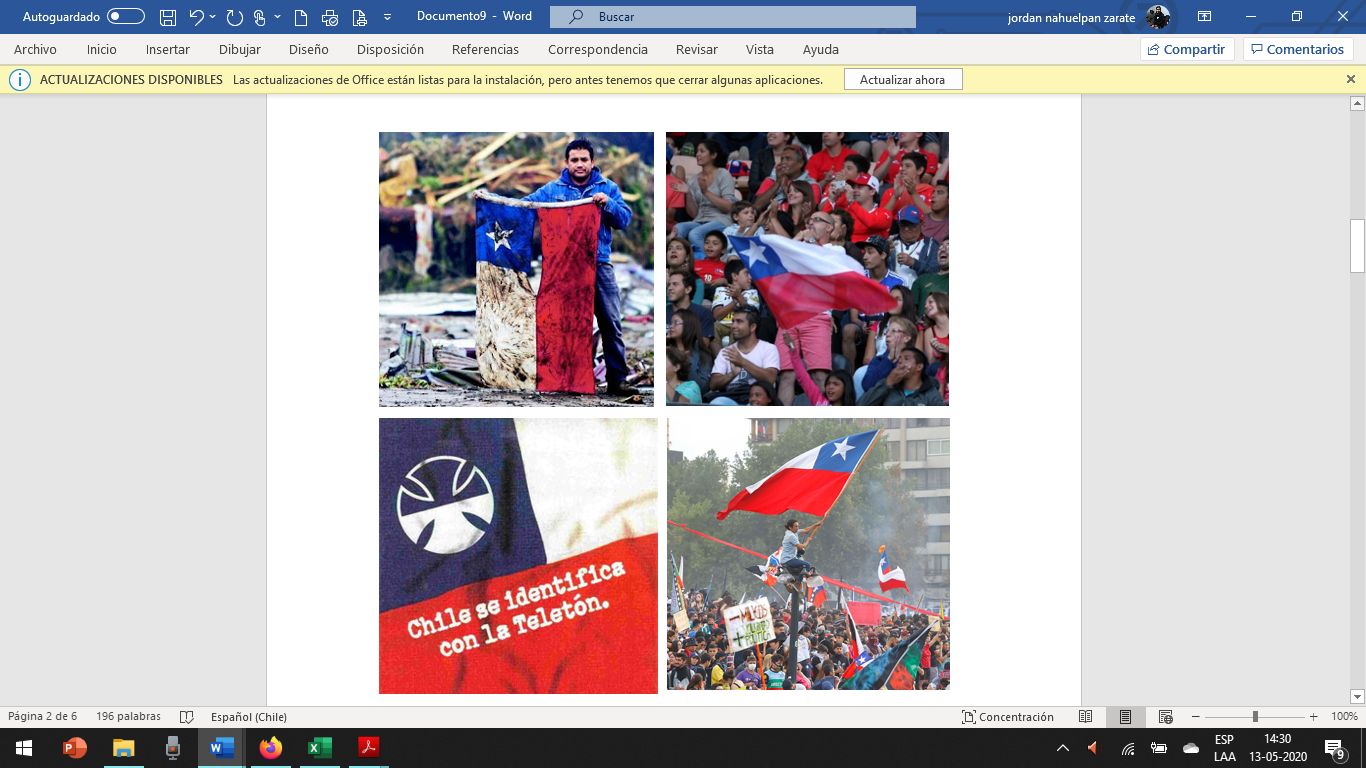 Autoguardado
Documento9 - Word
Buscar
jordan nahuelpan zarate
Archivo Inicio Insertar Dibujar Diseño Disposición Referencias Correspondencia Revisar Vista Ayuda Compartir Comentarios
ACTUALIZACIONES DISPONIBLES Las actualizaciones de Office están listas para la instalación, pero antes tenemos que cerrar algunas aplicaciones. Actualizar ahora
10
Chile se identifica
con la Teletón.
Página 2 de 6 196 palabras Español (Chile) Concentración 100%
ESP 14:30
LAA 13-05-2020
9